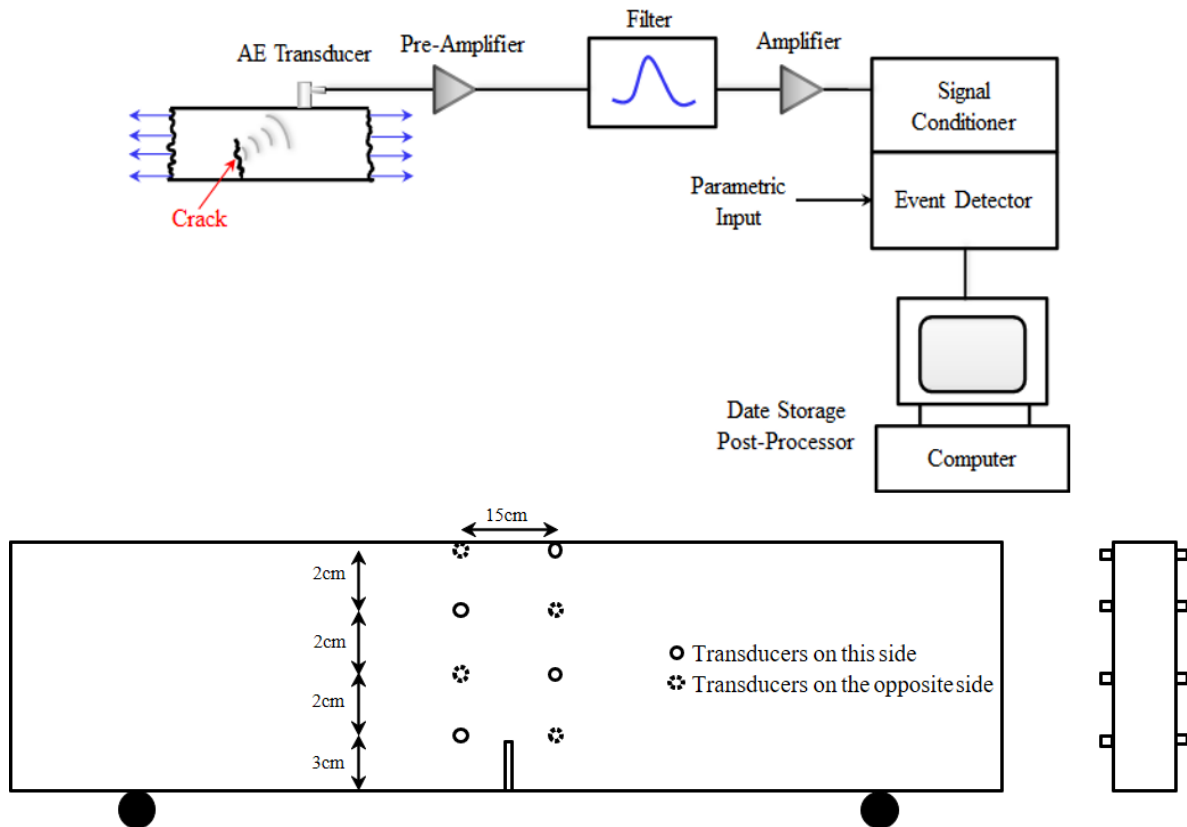 Filter
AE Transducer
Pre-Amplifier
Amplifier
Signal
Conditioner
Crack
Parametric
Input
Event Detector
Date Storage
Post-Processor
Computer
15cm
2cm
2cm
2cm
3cm
Transducers on this side
Transducers on the opposite side